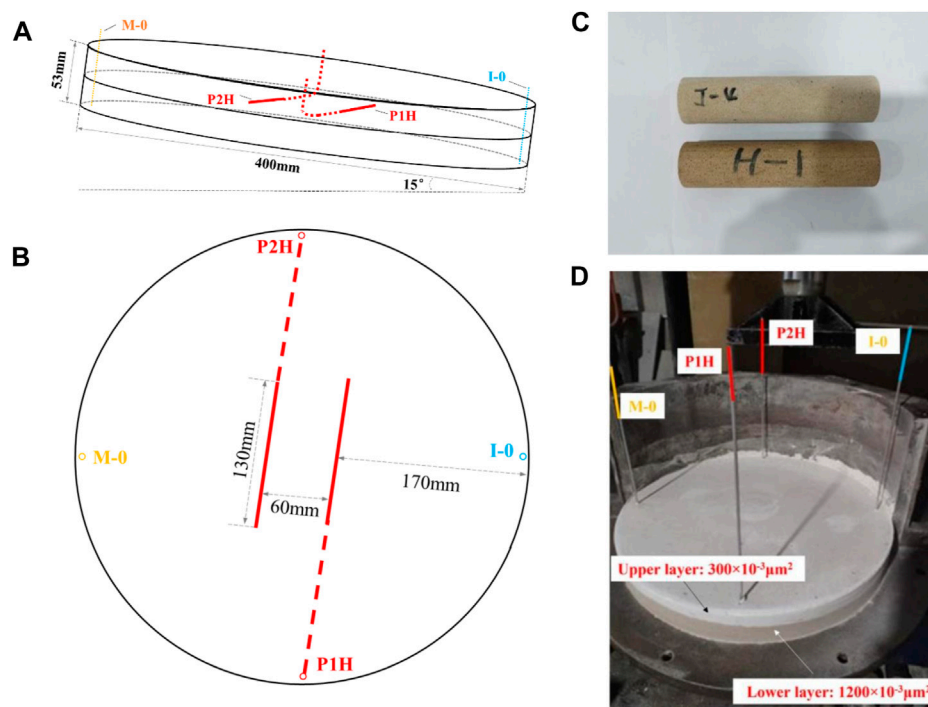 A
M-0
I-0
53mm
P2H
P1H
400mm
15°
B
P2H
M-0
I-0
130mm
60mm
170mm
P1H
C
H-1
D
P2H
I-0
P1H
M-0
Upper layer: 300×10⁻³μm²
Lower layer: 1200×10⁻³μm²